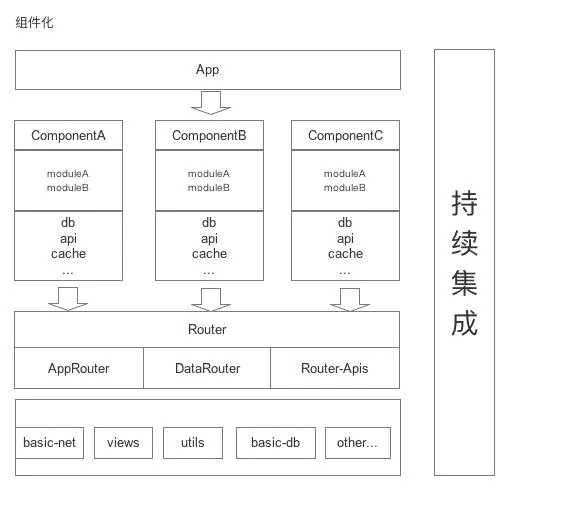 组件化
App
ComponentA
moduleA
moduleB
db
api
cache
...
ComponentB
moduleA
moduleB
db
api
cache
...
ComponentC
moduleA
moduleB
db
api
cache
...
Router
AppRouter
DataRouter
Router-Apis
basic-net
views
utils
basic-db
other...
持
续
集
成